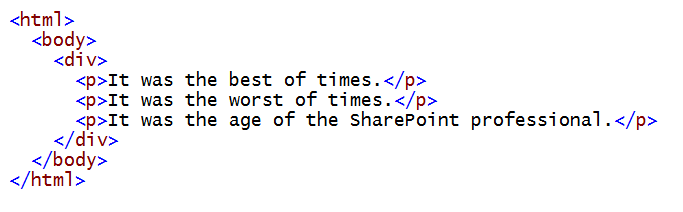 <html>
  <body>
    <div>
      <p>It was the best of times.</p>
      <p>It was the worst of times.</p>
      <p>It was the age of the SharePoint professional.</p>
    </div>
  </body>
</html>